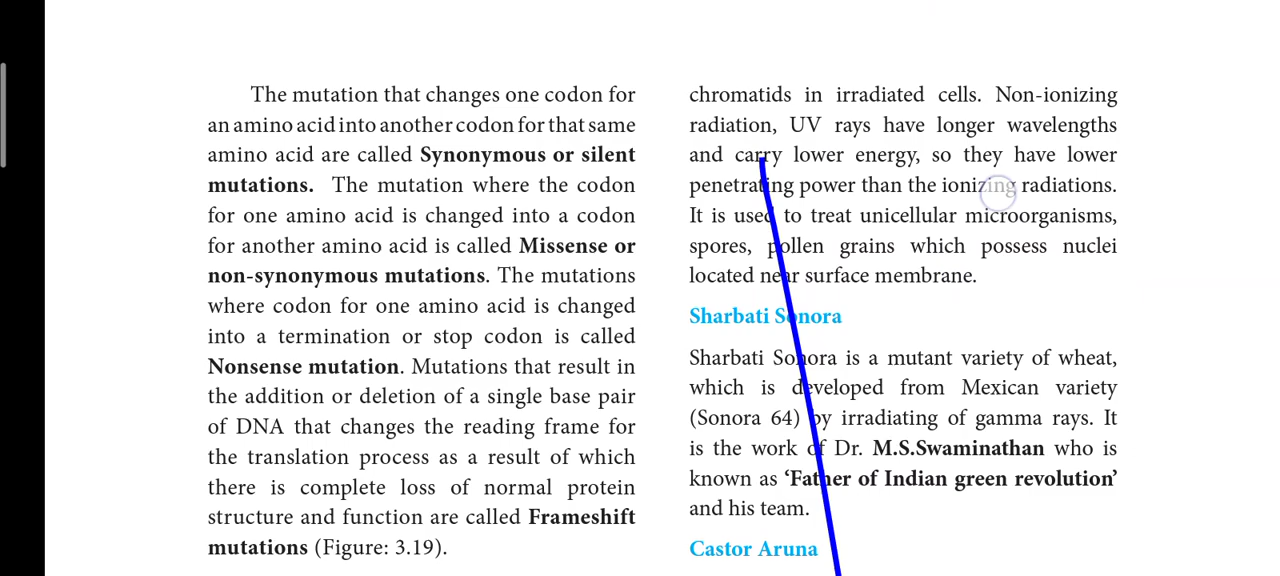 The mutation that changes one codon for
an amino acid into another codon for that same
amino acid are called Synonymous or silent
mutations. The mutation where the codon
for one amino acid is changed into a codon
for another amino acid is called Missense or
non-synonymous mutations. The mutations
where codon for one amino acid is changed
into a termination or stop codon is called
Nonsense mutation. Mutations that result in
the addition or deletion of a single base pair
of DNA that changes the reading frame for
the translation process as a result of which
there is complete loss of normal protein
structure and function are called Frameshift
mutations (Figure: 3.19).
chromatids in irradiated cells. Non-ionizing
radiation, UV rays have longer wavelengths
and carry lower energy, so they have lower
penetrating power than the ionizing radiations.
It is used to treat unicellular microorganisms,
spores, pollen grains which possess nuclei
located near surface membrane.
Sharbati Sonora
Sharbati Sonora is a mutant variety of wheat,
which is developed from Mexican variety
(Sonora 64) by irradiating of gamma rays. It
is the work of Dr. M.S.Swaminathan who is
known as ‘Father of Indian green revolution’
and his team.
Castor Aruna